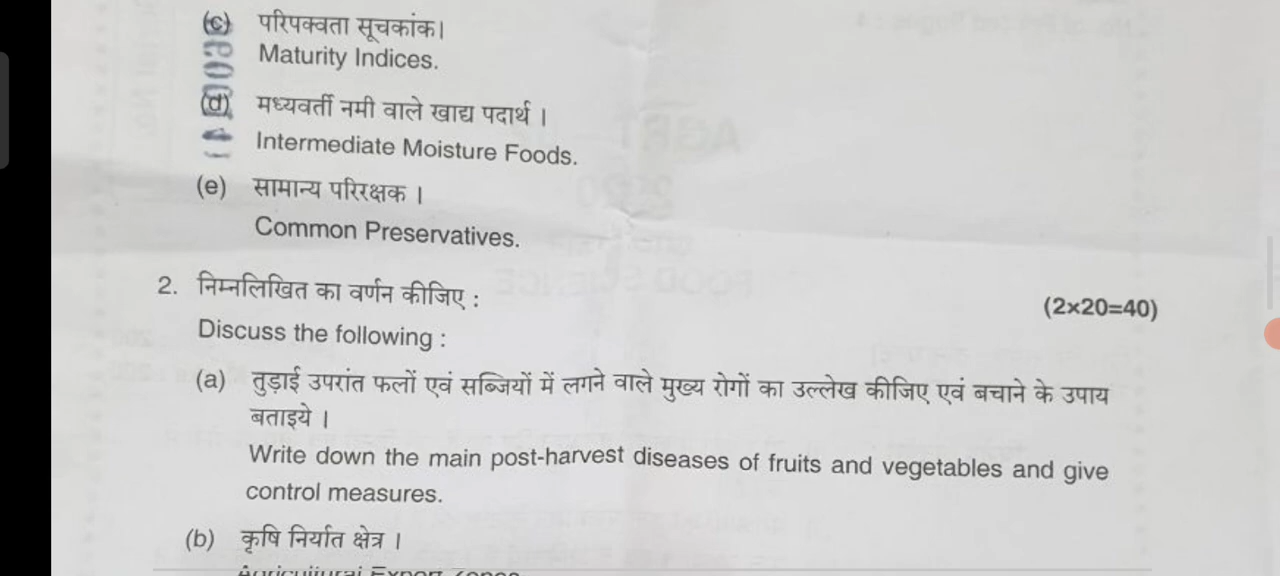 (c) परिपक्वता सूचकांक।
Maturity Indices.
(d) मध्यवर्ती नमी वाले खाद्य पदार्थ ।
Intermediate Moisture Foods.
(e) सामान्य परिरक्षक ।
Common Preservatives.
2. निम्नलिखित का वर्णन कीजिए : (2x20=40)
Discuss the following :
(a) तुड़ाई उपरांत फलों एवं सब्जियों में लगने वाले मुख्य रोगों का उल्लेख कीजिए एवं बचाने के उपाय
बताइये ।
Write down the main post-harvest diseases of fruits and vegetables and give
control measures.
(b) कृषि निर्यात क्षेत्र ।